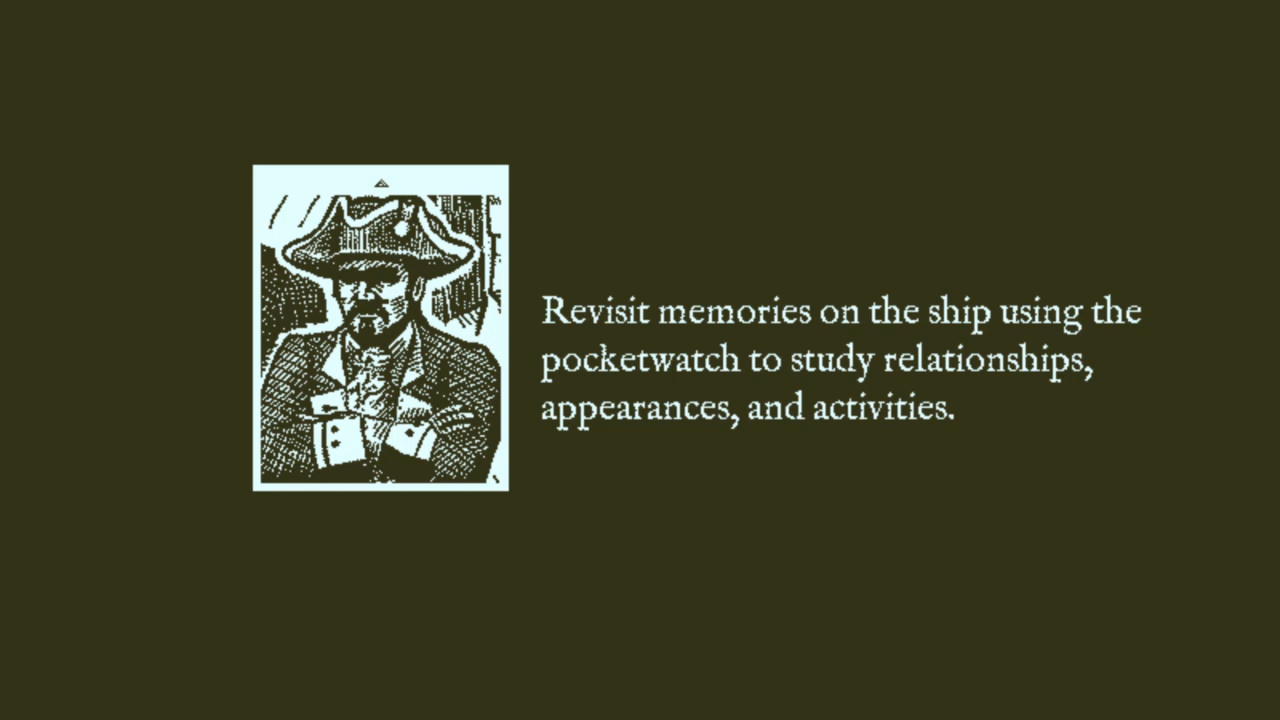 Revisit memories on the ship using the
pocketwatch to study relationships,
appearances, and activities.